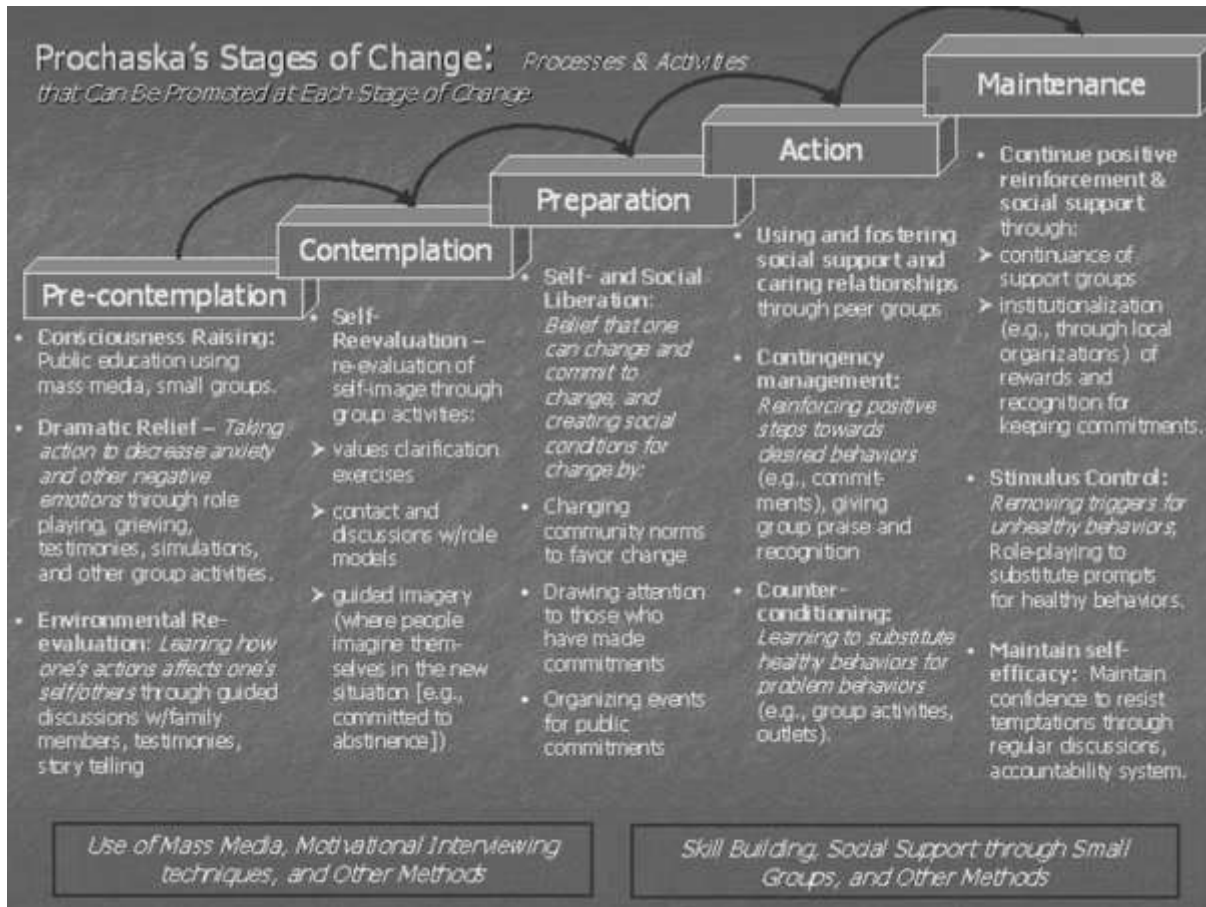 Prochaska's Stages of Change: Processes & Activities
that Can Be Promoted at Each Stage of Change
Pre-contemplation
• Consciousness Raising:
Public education using
mass media, small groups.
• Dramatic Relief – Taking
action to decrease anxiety
and other negative
emotions through role
playing, grieving,
testimonies, simulations,
and other group activities.
• Environmental Re-
evaluation: Learing how
one's actions affects one's
self/others through guided
discussions w/family
members, testimonies,
story telling
Contemplation
• Self-
Reevaluation –
re-evaluation of
self-image through
group activities:
➢ values clarification
exercises
➢ contact and
discussions w/role
models
➢ guided imagery
(where people
imagine them-
selves in the new
situation [e.g.,
committed to
abstinence])
Preparation
• Self- and Social
Liberation:
Belief that one
can change and
commit to
change, and
creating social
conditions for
change by:
• Changing
community norms
to favor change
• Drawing attention
to those who
have made
commitments
• Organizing events
for public
commitments
Action
• Using and fostering
social support and
caring relationships
through peer groups
• Contingency
management:
Reinforcing positive
steps towards
desired behaviors
(e.g., commit-
ments), giving
group praise and
recognition
• Counter-
conditioning:
Learning to substitute
healthy behaviors for
problem behaviors
(e.g., group activities,
outlets).
Maintenance
• Continue positive
reinforcement &
social support
through:
➢ continuance of
support groups
➢ institutionalization
(e.g., through local
organizations) of
rewards and
recognition for
keeping commitments.
• Stimulus Control:
Removing triggers for
unhealthy behaviors;
Role-playing to
substitute prompts
for healthy behaviors.
• Maintain self-
efficacy: Maintain
confidence to resist
temptations through
regular discussions,
accountability system.
Use of Mass Media, Motivational Interviewing
techniques, and Other Methods
Skill Building, Social Support through Small
Groups, and Other Methods